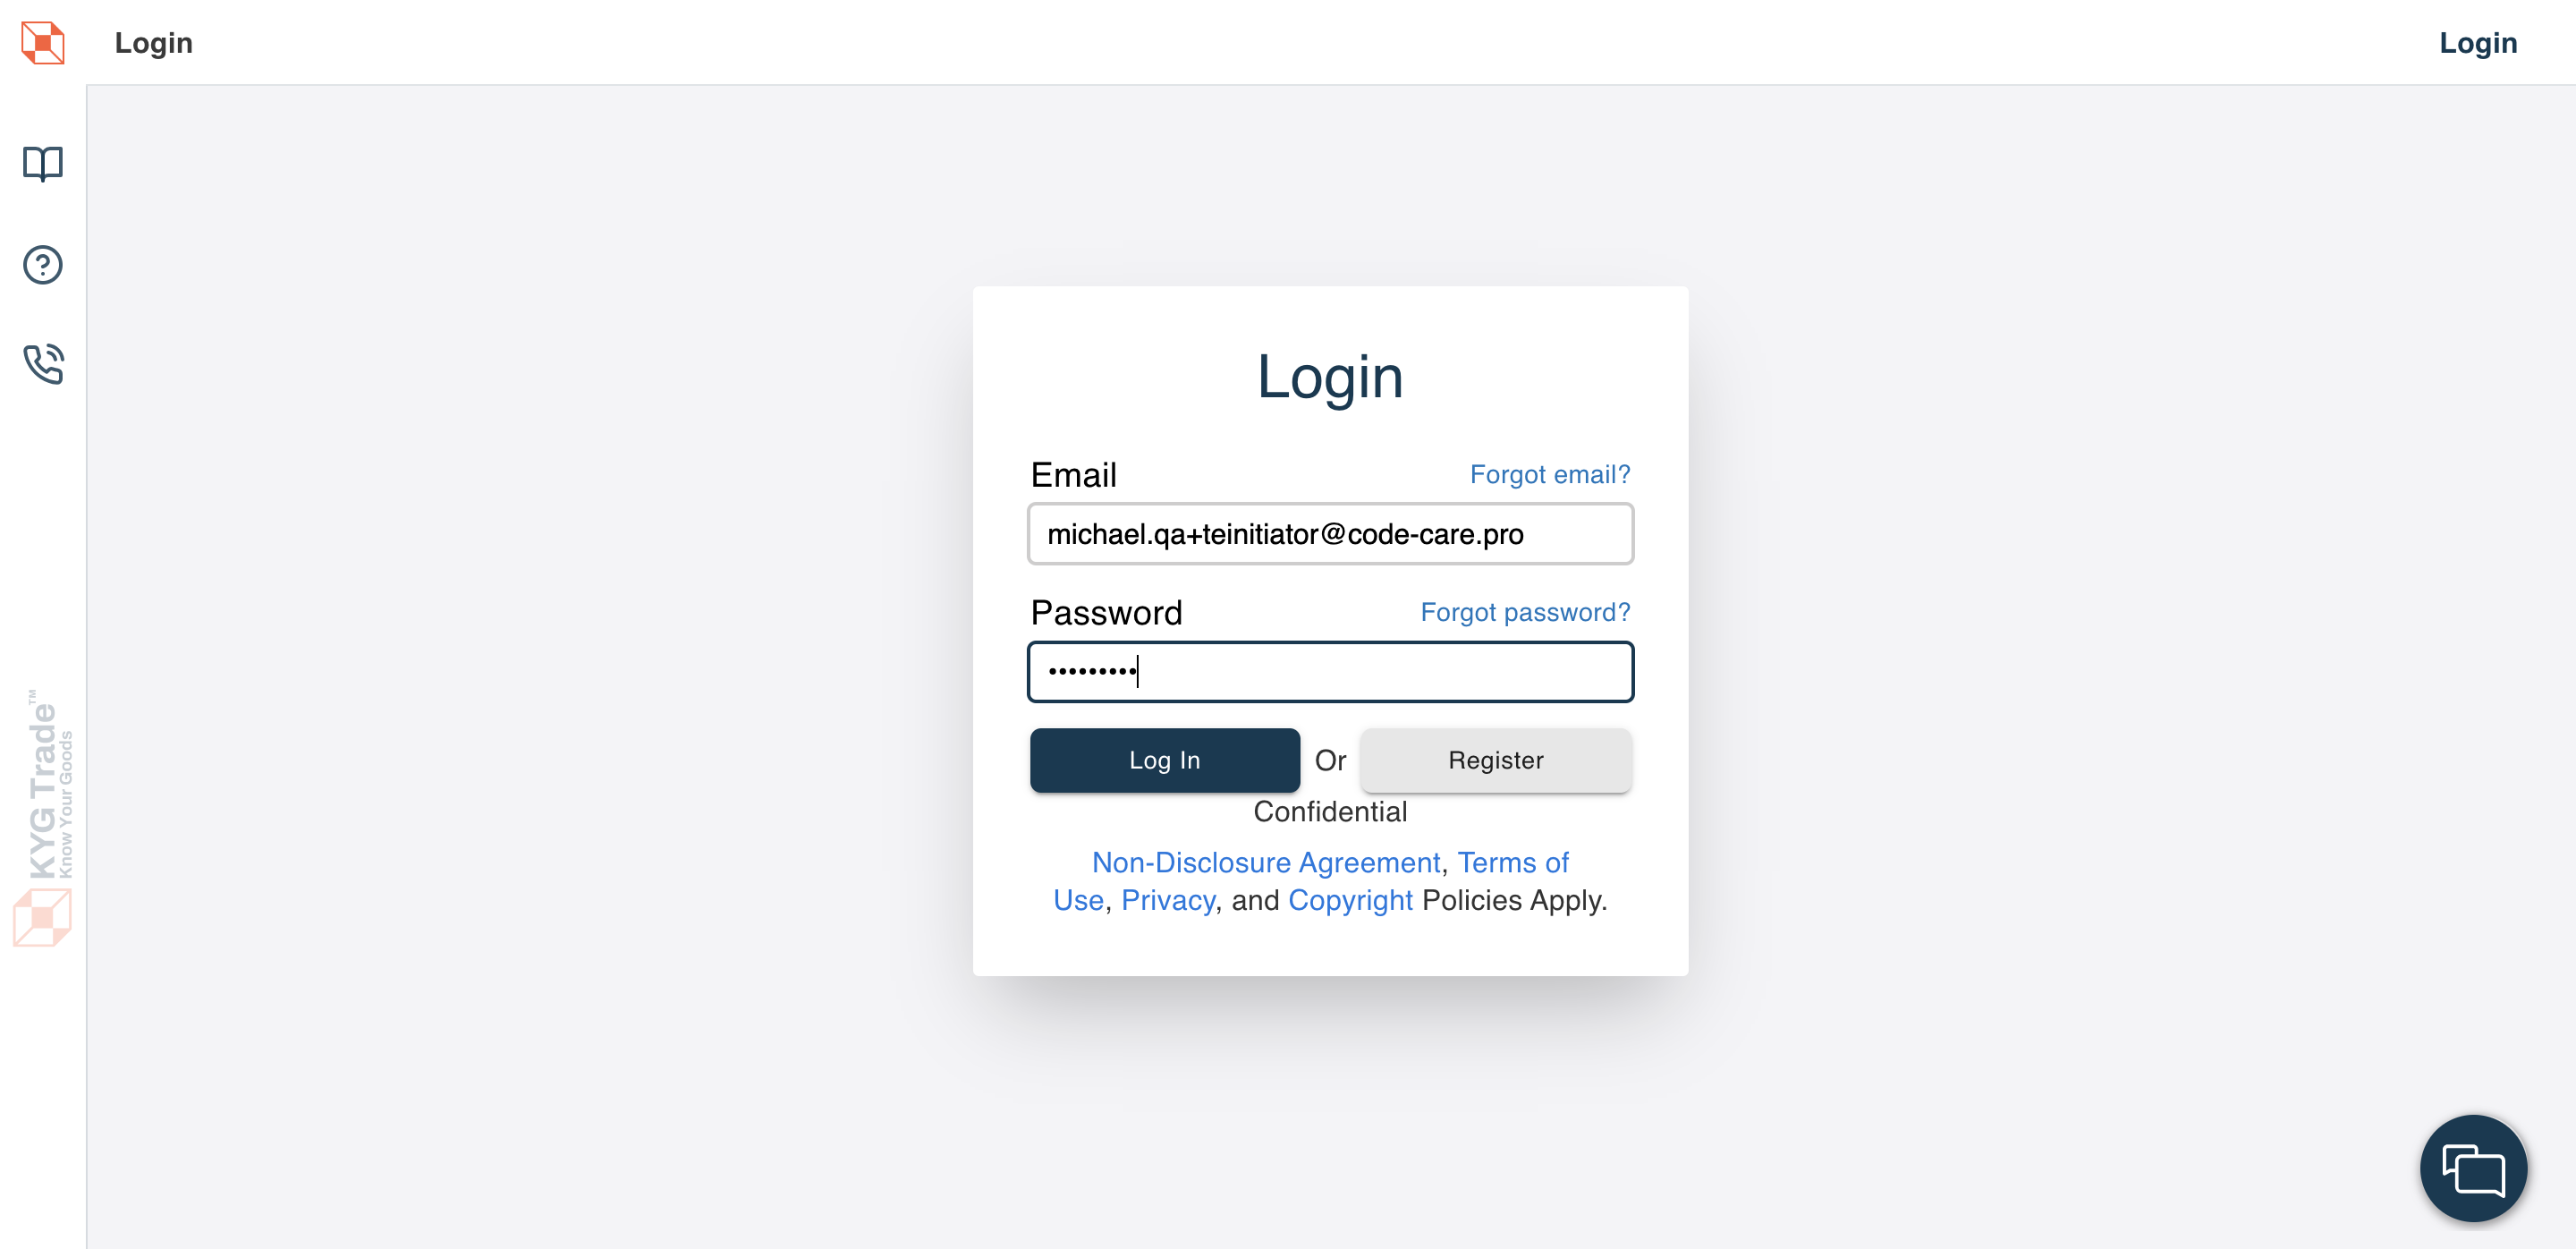 Login
Login
Login
Email
Forgot email?
michael.qa+teinitiator@code-care.pro
Password
Forgot password?
•••••••••
Log In
Or
Register
Confidential
Non-Disclosure Agreement, Terms of
Use, Privacy, and Copyright Policies Apply.
KYG Trade™
Know Your Goods